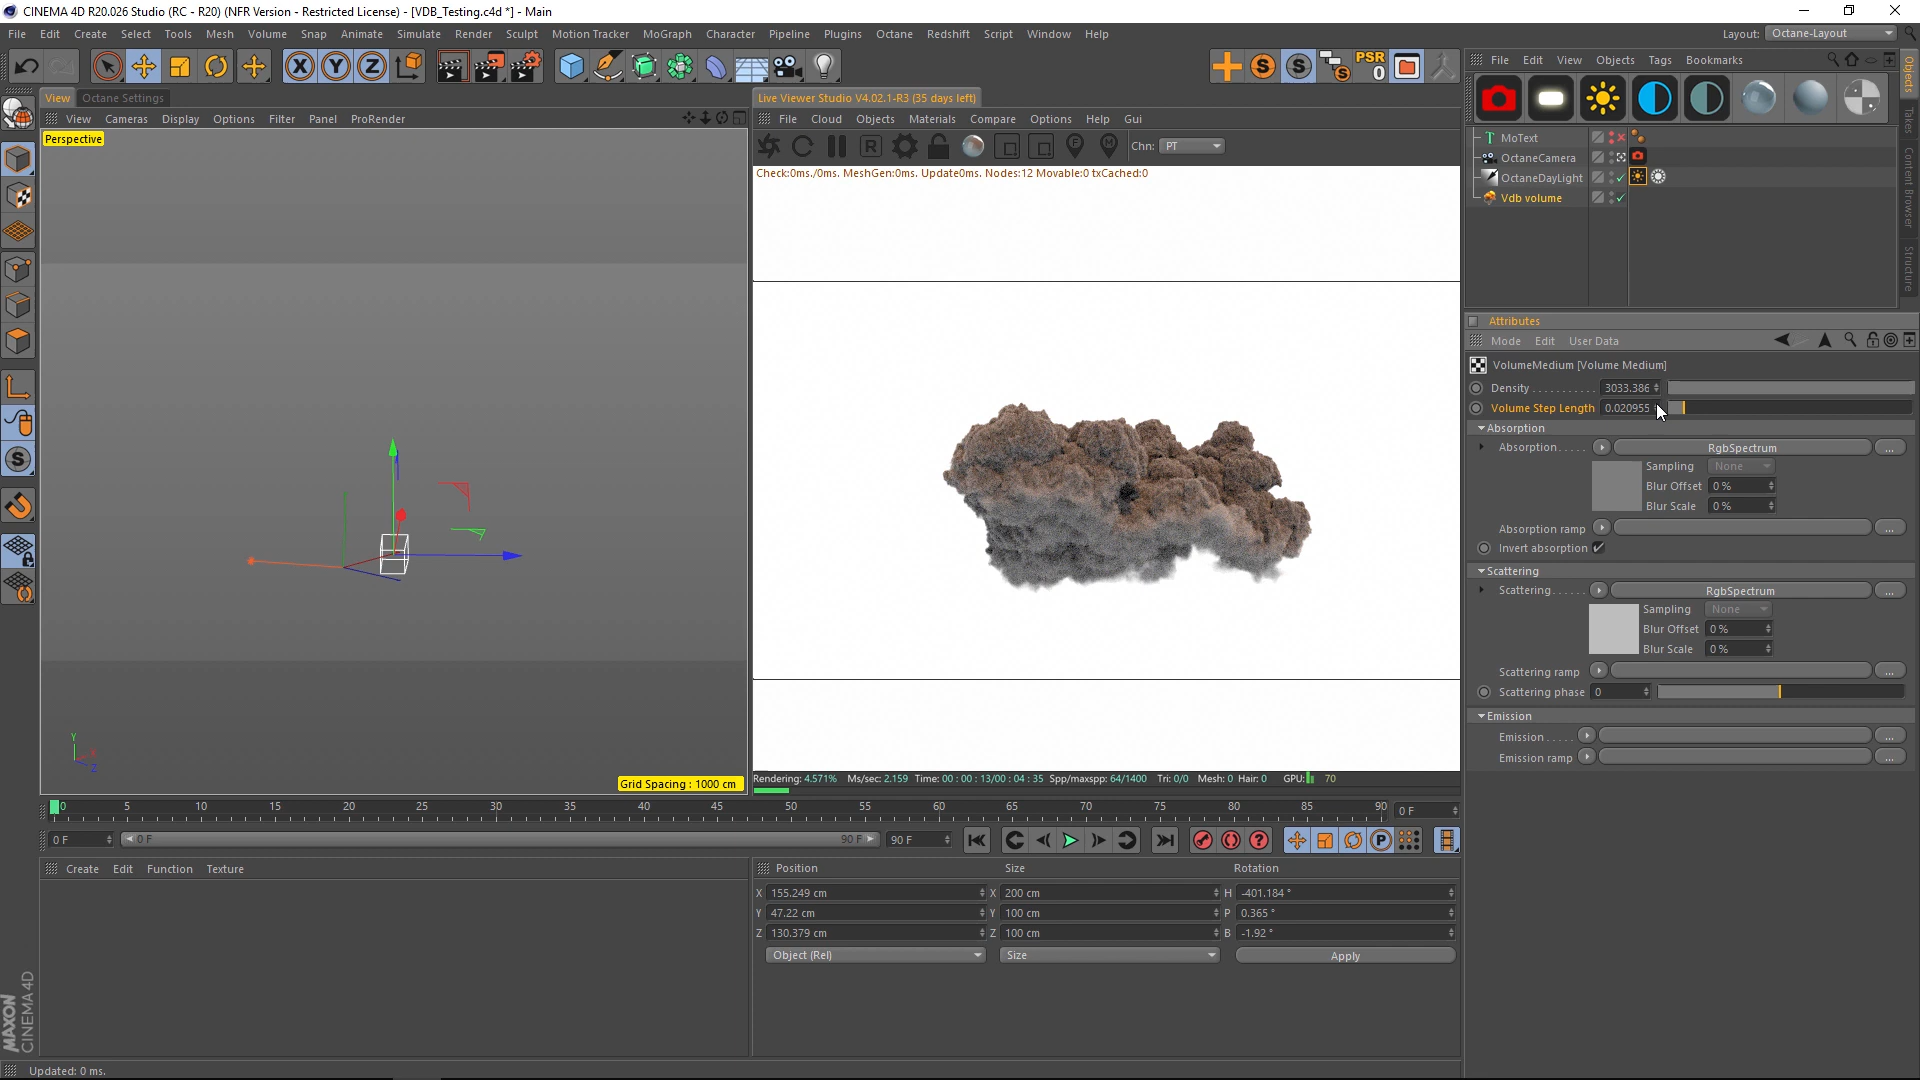 CINEMA 4D R20.026 Studio (RC - R20) (NFR Version - Restricted License) - [VDB_Testing.c4d *] - Main
File Edit Create Select Tools Mesh Volume Snap Animate Simulate Render Sculpt Motion Tracker MoGraph Character Pipeline Plugins Octane Redshift Script Window Help Layout: Octane-Layout
PSR
0
File Edit View Objects Tags Bookmarks
View Octane Settings
View Cameras Display Options Filter Panel ProRender
Perspective
Grid Spacing : 1000 cm
Y
X
Z
Live Viewer Studio V4.02.1-R3 (35 days left)
File Cloud Objects Materials Compare Options Help Gui
Chn: PT
Check:0ms./0ms. MeshGen:0ms. Update0ms. Nodes:12 Movable:0 txCached:0
Rendering: 4.571% Ms/sec: 2.159 Time: 00 : 00 : 13/00 : 04 : 35 Spp/maxspp: 64/1400 Tri: 0/0 Mesh: 0 Hair: 0 GPU: 70
MoText
OctaneCamera
OctaneDayLight
Vdb volume
Objects
Takes
Content Browser
Structure
Attributes
Mode Edit User Data
VolumeMedium [Volume Medium]
Density . . . . . . . . . . . 3033.386
Volume Step Length 0.020955
Absorption
Absorption . . . . . RgbSpectrum ...
Sampling None
Blur Offset 0 %
Blur Scale 0 %
Absorption ramp ...
Invert absorption
Scattering
Scattering . . . . . . RgbSpectrum ...
Sampling None
Blur Offset 0 %
Blur Scale 0 %
Scattering ramp ...
Scattering phase 0
Emission
Emission . . . . . ...
Emission ramp ...
0 5 10 15 20 25 30 35 40 45 50 55 60 65 70 75 80 85 90 0 F
0 F 0 F 90 F 90 F
Create Edit Function Texture
Position Size Rotation
X 155.249 cm X 200 cm H -401.184 °
Y 47.22 cm Y 100 cm P 0.365 °
Z 130.379 cm Z 100 cm B -1.92 °
Object (Rel) Size Apply
MAXON
CINEMA 4D
Updated: 0 ms.